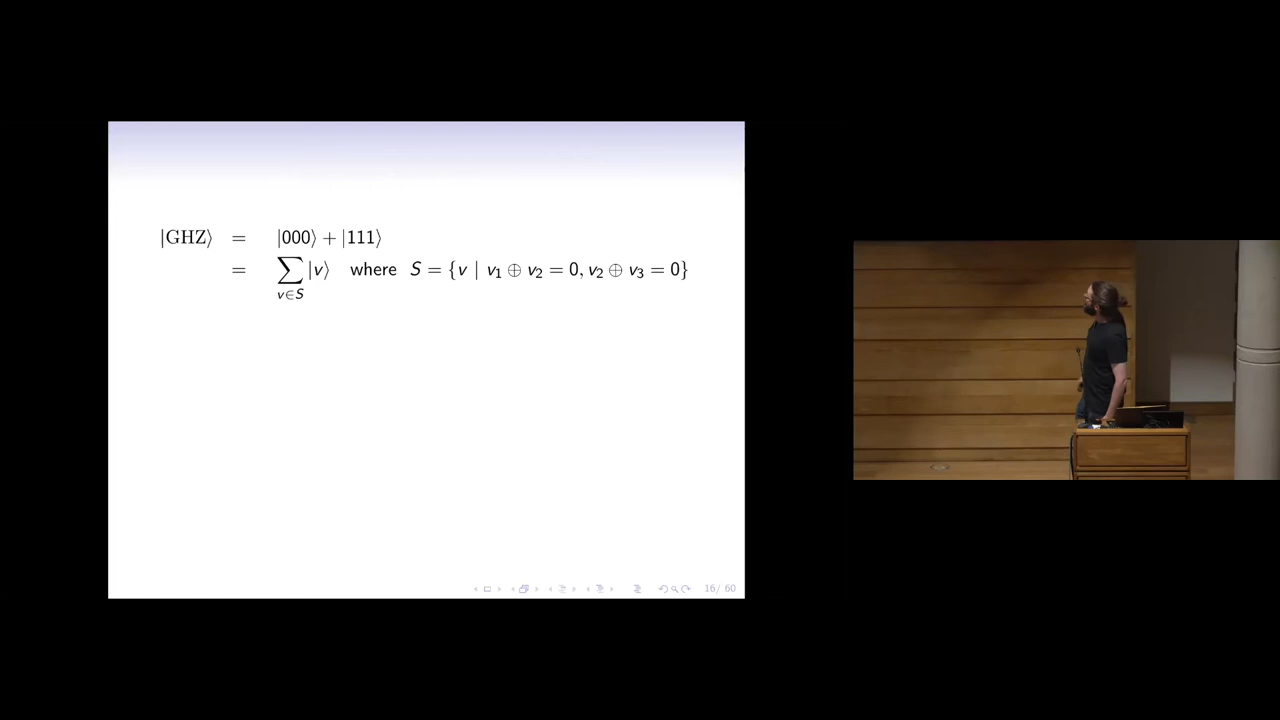 |GHZ⟩ = |000⟩ + |111⟩
= ∑_{v∈S} |v⟩ where S = {v | v₁ ⊕ v₂ = 0, v₂ ⊕ v₃ = 0}
16 / 60